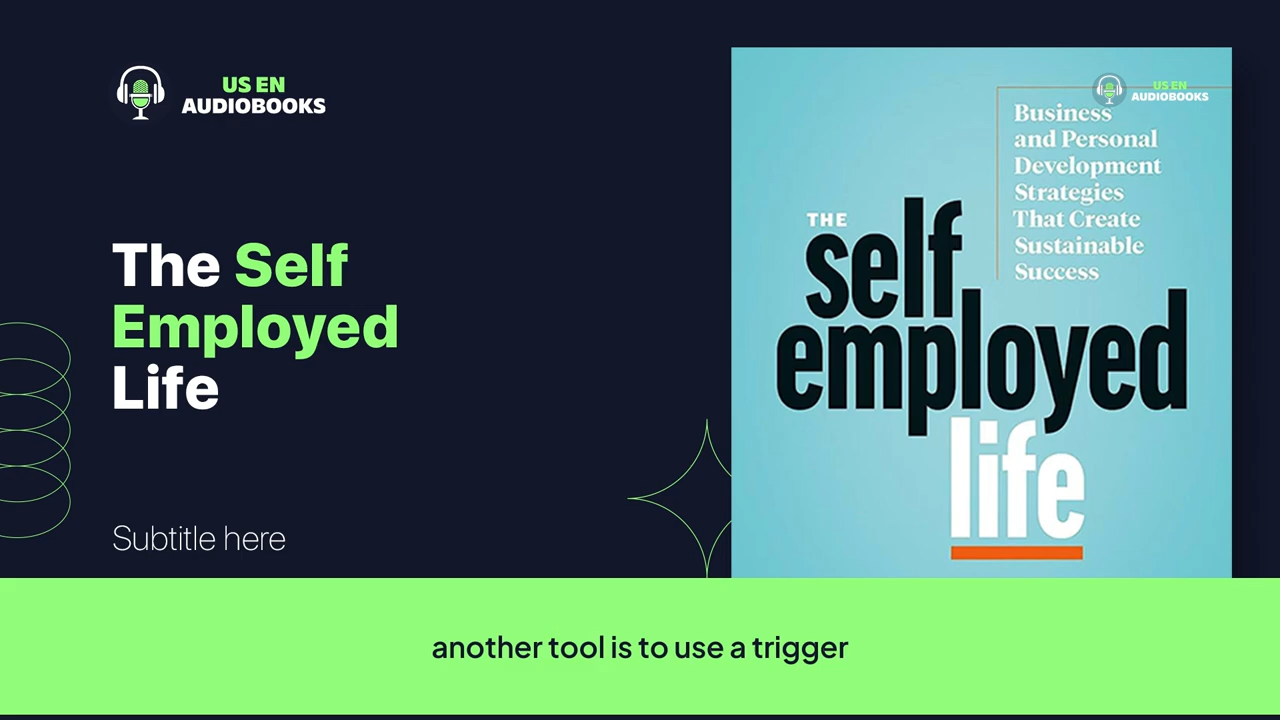 US EN
AUDIOBOOKS
The Self
Employed
Life
Subtitle here
US EN
AUDIOBOOKS
Business
and Personal
Development
Strategies
That Create
Sustainable
Success
THE
self
employed
life
another tool is to use a trigger